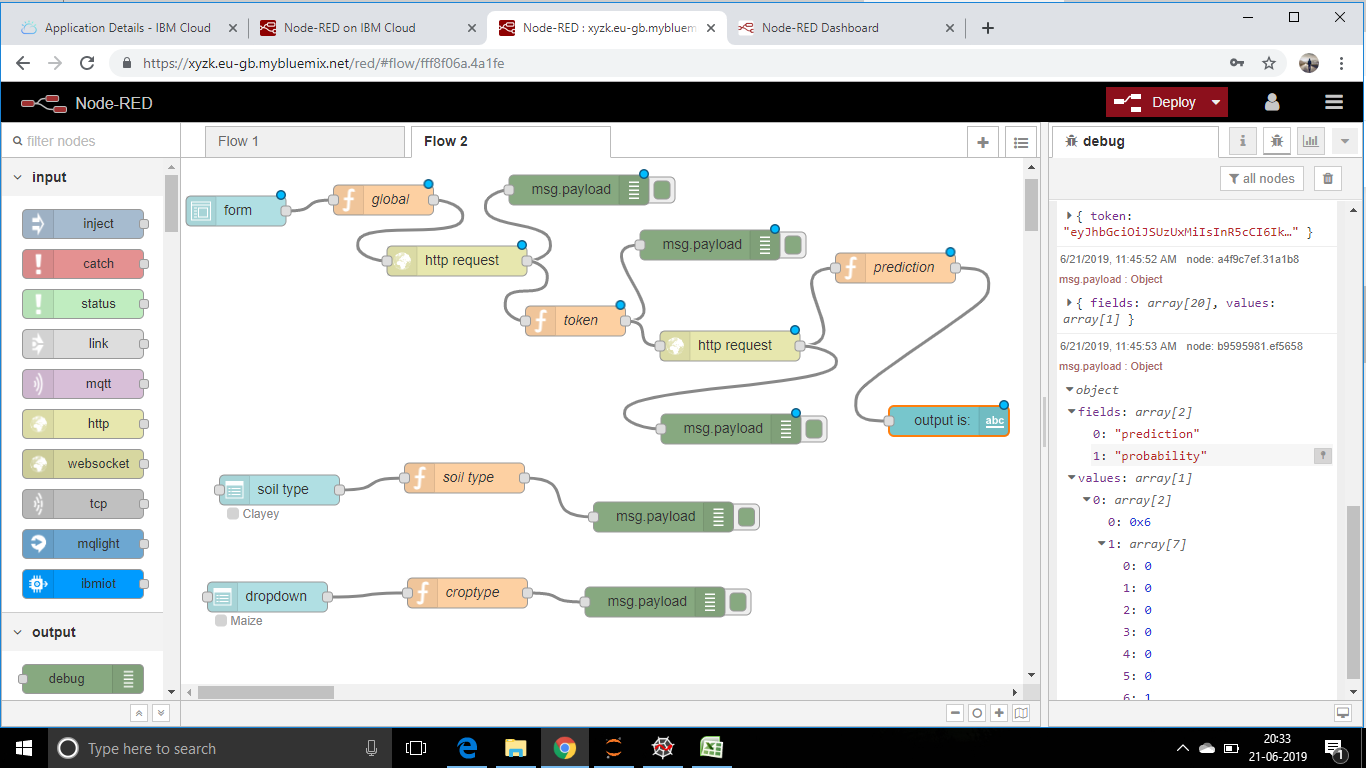 Application Details - IBM Cloud
Node-RED on IBM Cloud
Node-RED : xyzk.eu-gb.mybluem
Node-RED Dashboard
https://xyzk.eu-gb.mybluemix.net/red/#flow/fff8f06a.4a1fe
Node-RED
Deploy
filter nodes
Flow 1
Flow 2
debug
i
all nodes
input
inject
catch
status
link
mqtt
http
websocket
tcp
mqlight
ibmiot
output
debug
form
global
msg.payload
http request
msg.payload
prediction
token
http request
output is:
abc
msg.payload
soil type
soil type
Clayey
msg.payload
dropdown
croptype
msg.payload
Maize
{ token:
"eyJhbGciOiJSUzUxMiIsInR5cCI6Ik…" }
6/21/2019, 11:45:52 AM node: a4f9c7ef.31a1b8
msg.payload : Object
{ fields: array[20], values:
array[1] }
6/21/2019, 11:45:53 AM node: b9595981.ef5658
msg.payload : Object
object
fields: array[2]
0: "prediction"
1: "probability"
values: array[1]
0: array[2]
0: 0x6
1: array[7]
0: 0
1: 0
2: 0
3: 0
4: 0
5: 0
6: 1
Type here to search
20:33
21-06-2019
1